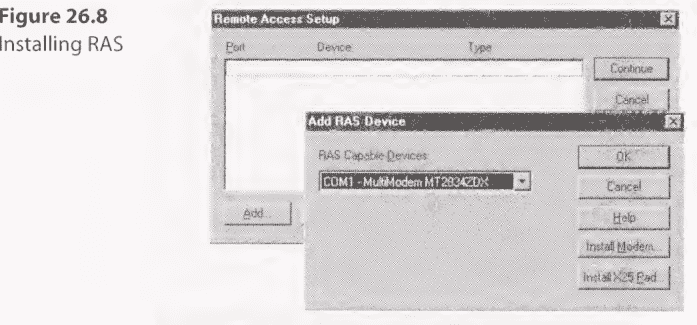 Figure 26.8
Installing RAS
Remote Access Setup
Port Device Type
Continue
Cancel
Add RAS Device
RAS Capable Devices:
OK
COM1 - MultiModem MT2834ZDX
Cancel
Add...
Help
Install Modem...
Install X25 Pad...